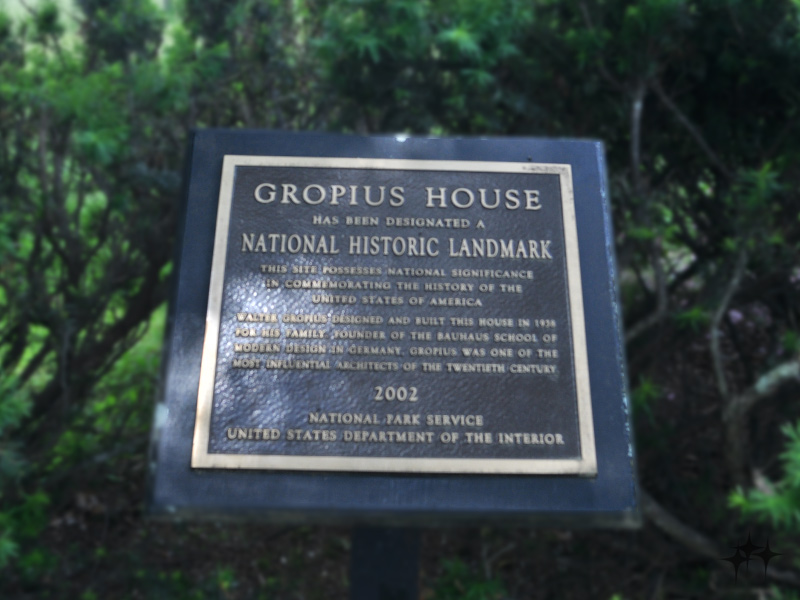 GROPIUS HOUSE
HAS BEEN DESIGNATED A
NATIONAL HISTORIC LANDMARK
THIS SITE POSSESSES NATIONAL SIGNIFICANCE
IN COMMEMORATING THE HISTORY OF THE
UNITED STATES OF AMERICA
WALTER GROPIUS DESIGNED AND BUILT THIS HOUSE IN 1938
FOR HIS FAMILY. FOUNDER OF THE BAUHAUS SCHOOL OF
MODERN DESIGN IN GERMANY, GROPIUS WAS ONE OF THE
MOST INFLUENTIAL ARCHITECTS OF THE TWENTIETH CENTURY.
2002
NATIONAL PARK SERVICE
UNITED STATES DEPARTMENT OF THE INTERIOR